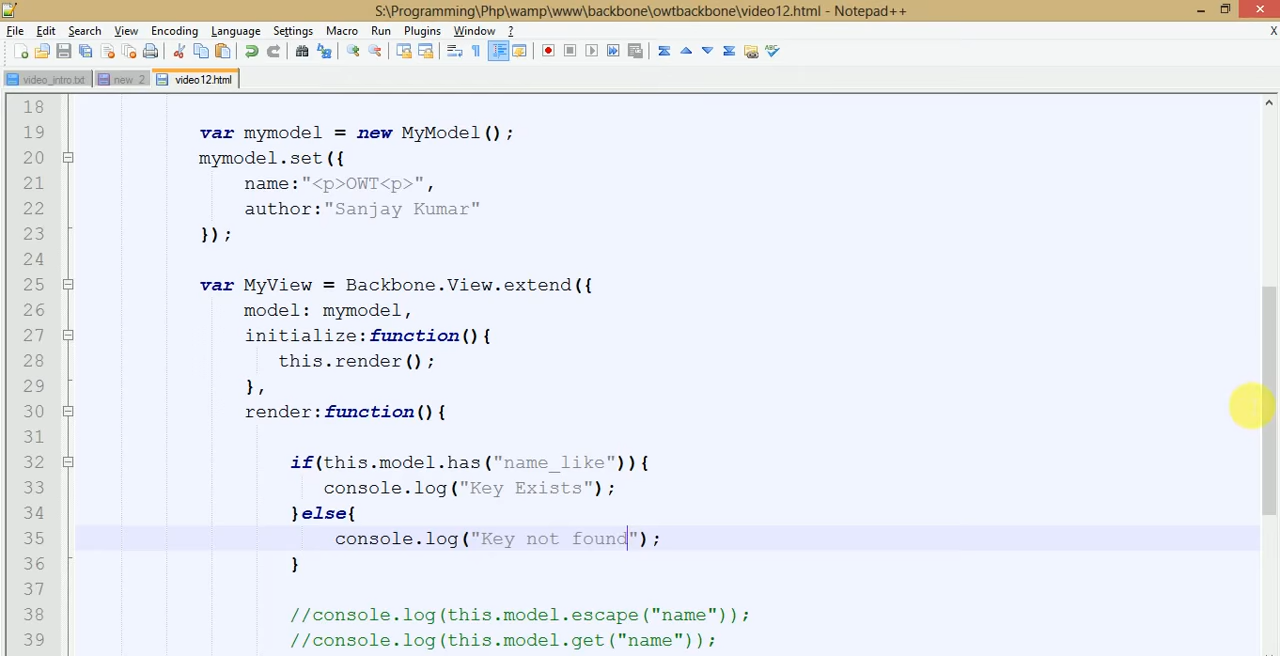 S:\Programming\Php\wamp\www\backbone\owtbackbone\video12.html - Notepad++
File Edit Search View Encoding Language Settings Macro Run Plugins Window ? X
video_intro.txt new 2 video12.html
18
19 var mymodel = new MyModel();
20 mymodel.set({
21 name:"<p>OWT<p>",
22 author:"Sanjay Kumar"
23 });
24
25 var MyView = Backbone.View.extend({
26 model: mymodel,
27 initialize:function(){
28 this.render();
29 },
30 render:function(){
31
32 if(this.model.has("name_like")){
33 console.log("Key Exists");
34 }else{
35 console.log("Key not found");
36 }
37
38 //console.log(this.model.escape("name"));
39 //console.log(this.model.get("name"));